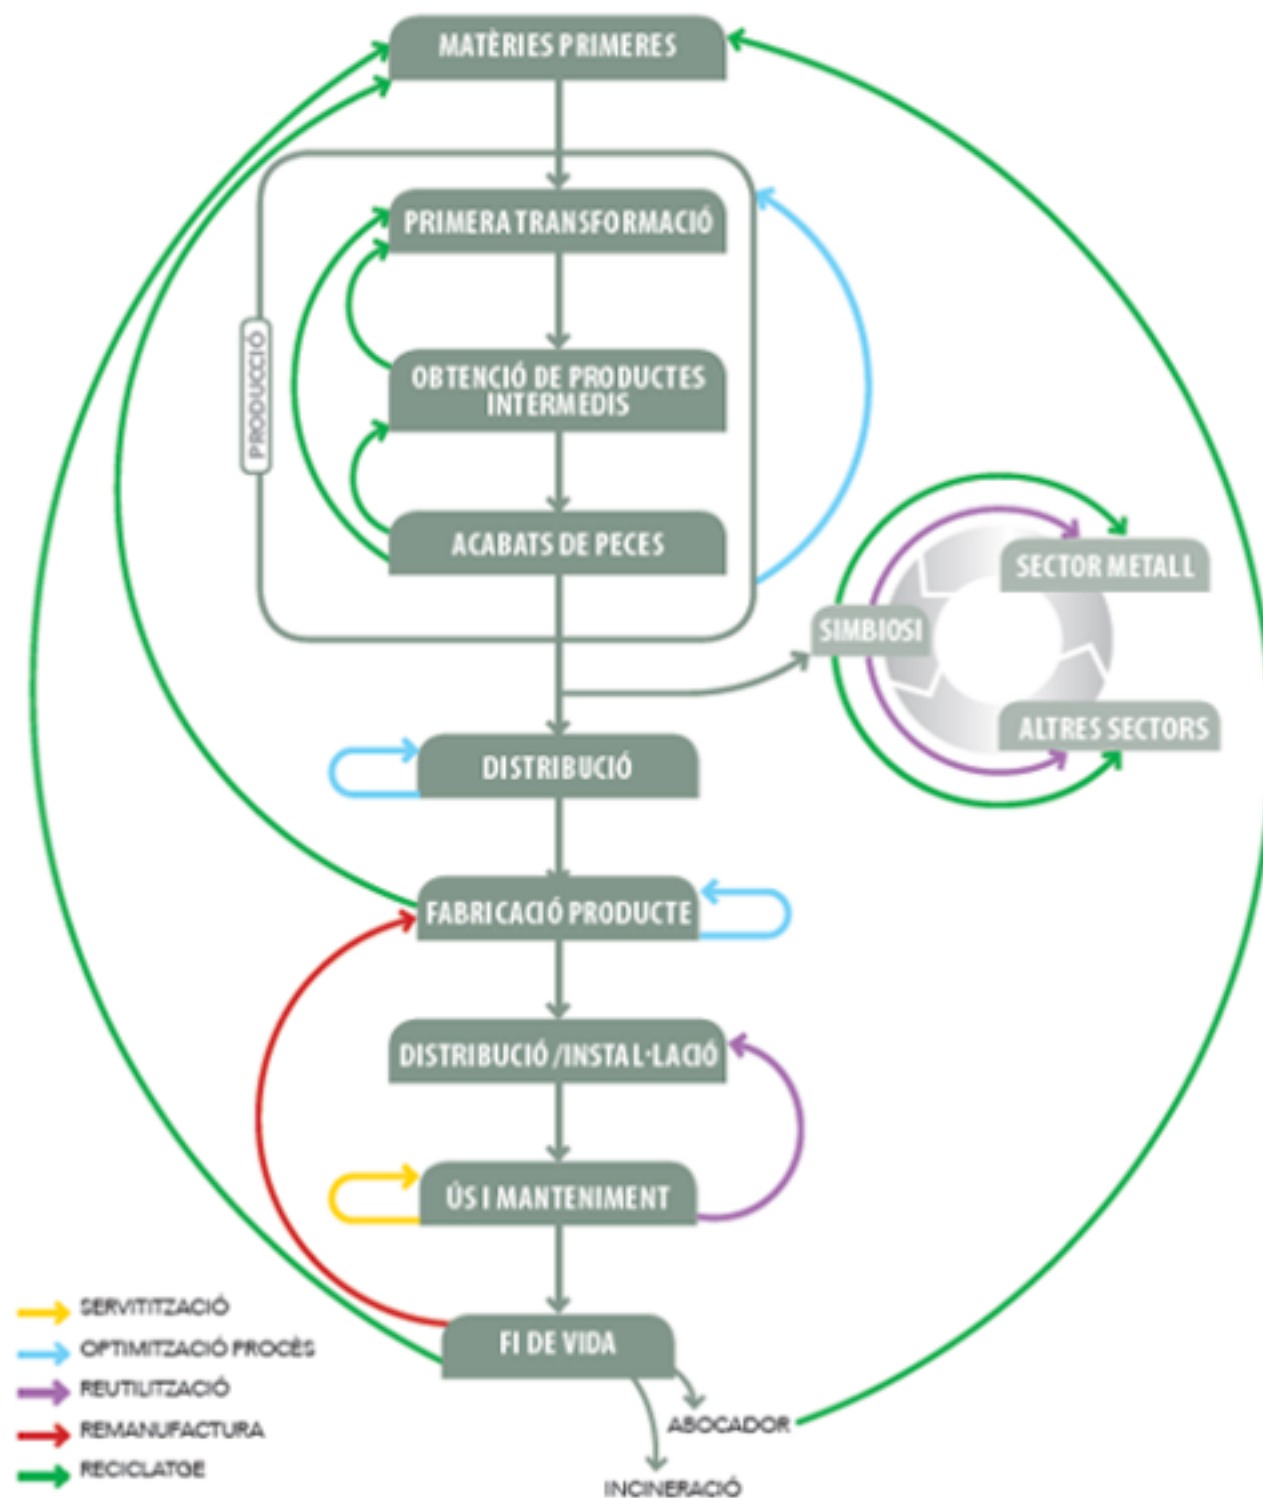 MATÈRIES PRIMERES
PRIMERA TRANSFORMACIÓ
PRODUCCIÓ
OBTENCIÓ DE PRODUCTES
INTERMEDIS
ACABATS DE PECES
SECTOR METALL
SIMBIOSI
ALTRES SECTORS
DISTRIBUCIÓ
FABRICACIÓ PRODUCTE
DISTRIBUCIÓ /INSTAL·LACIÓ
ÚS I MANTENIMENT
FI DE VIDA
ABOCADOR
INCINERACIÓ
SERVITITZACIÓ
OPTIMITZACIÓ PROCÈS
REUTILITZACIÓ
REMANUFACTURA
RECICLATGE